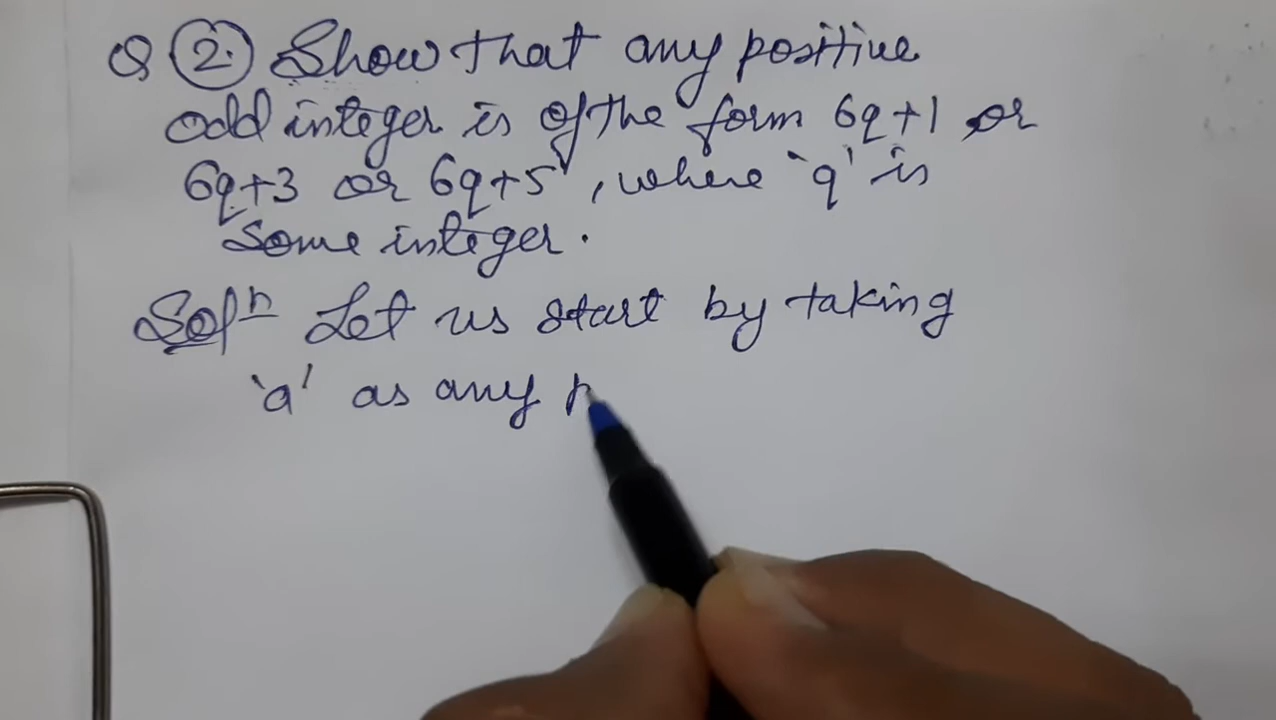 Q ②. Show that any positive
odd integer is of the form 6q+1 or
6q+3 or 6q+5, where 'q' is
some integer.
Solⁿ Let us start by taking
'a' as any p